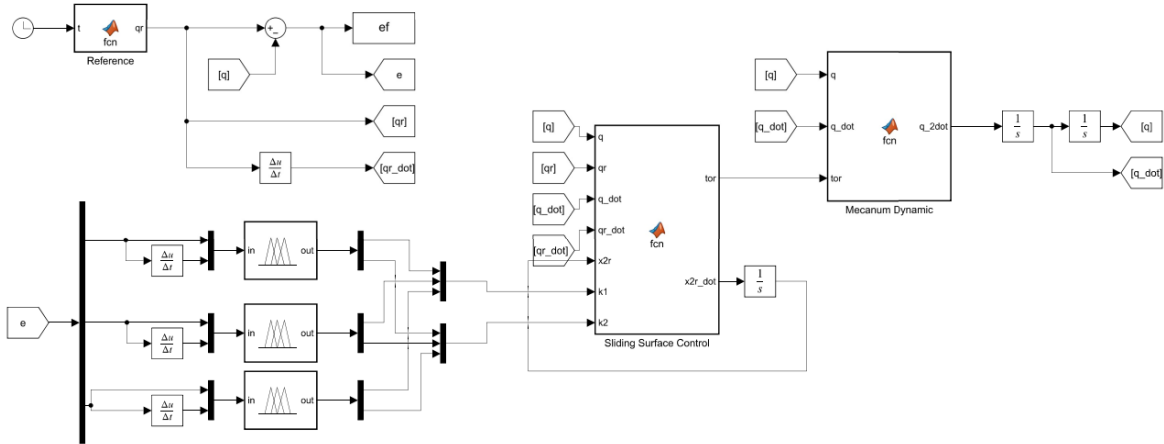 t
fcn
qr
Reference
+
−
ef
[q]
e
[qr]
Δu
Δt
[qr_dot]
[q]
[qr]
[q_dot]
[qr_dot]
q
qr
q_dot
qr_dot
x2r
k1
k2
fcn
tor
x2r_dot
Sliding Surface Control
1
s
[q]
[q_dot]
q
q_dot
tor
fcn
q_2dot
Mecanum Dynamic
1
s
1
s
[q]
[q_dot]
e
Δu
Δt
in
out
Δu
Δt
in
out
Δu
Δt
in
out